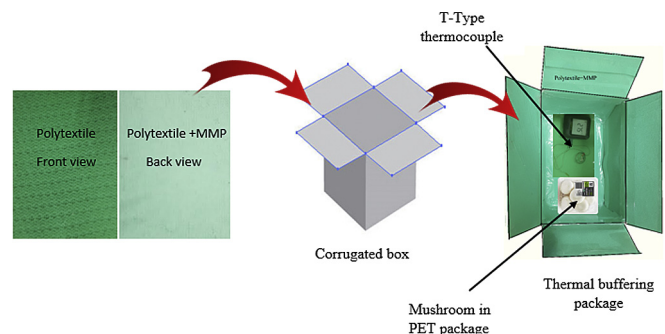 T-Type
thermocouple
Polytextile
Front view
Polytextile +MMP
Back view
Polytextile-MMP
Corrugated box
Thermal buffering
package
Mushroom in
PET package